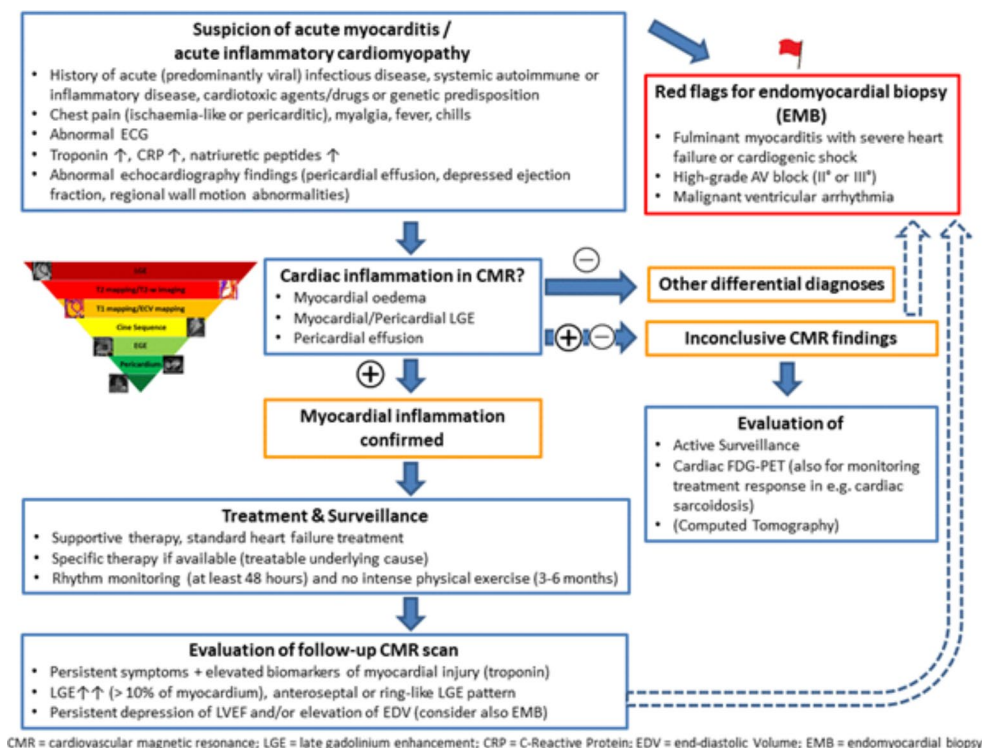 Suspicion of acute myocarditis /
acute inflammatory cardiomyopathy
• History of acute (predominantly viral) infectious disease, systemic autoimmune or
inflammatory disease, cardiotoxic agents/drugs or genetic predisposition
• Chest pain (ischaemia-like or pericarditic), myalgia, fever, chills
• Abnormal ECG
• Troponin ↑, CRP ↑, natriuretic peptides ↑
• Abnormal echocardiography findings (pericardial effusion, depressed ejection
fraction, regional wall motion abnormalities)
Red flags for endomyocardial biopsy
(EMB)
• Fulminant myocarditis with severe heart
failure or cardiogenic shock
• High-grade AV block (II° or III°)
• Malignant ventricular arrhythmia
LGE
T2 mapping/T2-w imaging
T1 mapping/ECV mapping
Cine Sequence
EGE
Pericardium
Cardiac inflammation in CMR?
• Myocardial oedema
• Myocardial/Pericardial LGE
• Pericardial effusion
−
Other differential diagnoses
+ −
Inconclusive CMR findings
+
Myocardial inflammation
confirmed
Evaluation of
• Active Surveillance
• Cardiac FDG-PET (also for monitoring
treatment response in e.g. cardiac
sarcoidosis)
• (Computed Tomography)
Treatment & Surveillance
• Supportive therapy, standard heart failure treatment
• Specific therapy if available (treatable underlying cause)
• Rhythm monitoring (at least 48 hours) and no intense physical exercise (3-6 months)
Evaluation of follow-up CMR scan
• Persistent symptoms + elevated biomarkers of myocardial injury (troponin)
• LGE↑↑ (> 10% of myocardium), anteroseptal or ring-like LGE pattern
• Persistent depression of LVEF and/or elevation of EDV (consider also EMB)
CMR = cardiovascular magnetic resonance; LGE = late gadolinium enhancement; CRP = C-Reactive Protein; EDV = end-diastolic Volume; EMB = endomyocardial biopsy